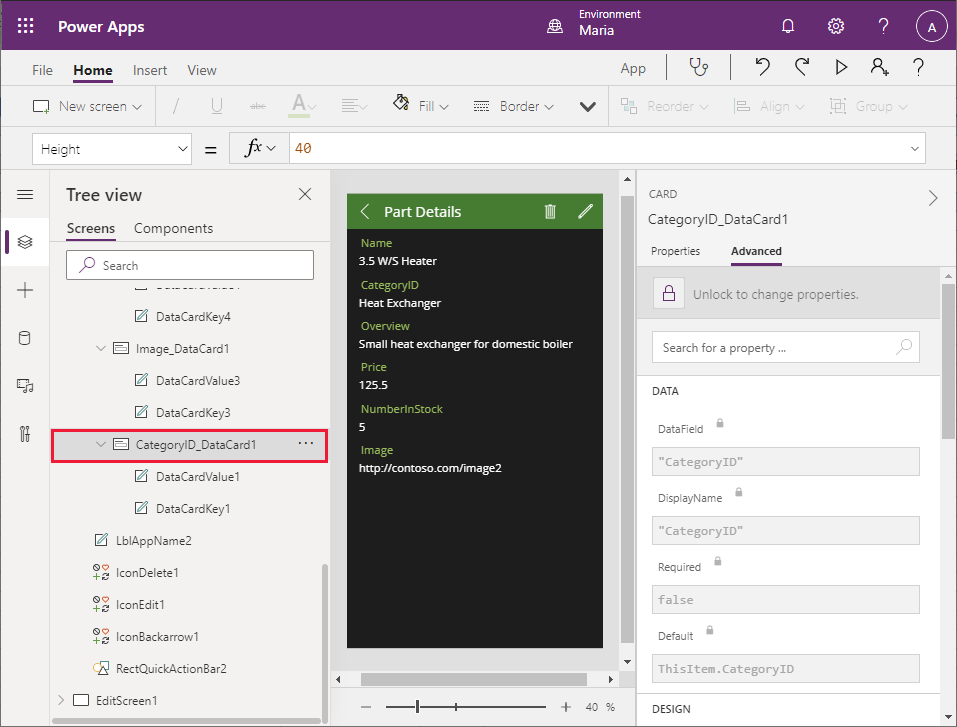 Power Apps
Environment
Maria
A
File Home Insert View App
New screen abc A Fill Border Reorder Align Group
Height = fx 40
Tree view
Screens Components
Search
DataCardKey4
Image_DataCard1
DataCardValue3
DataCardKey3
CategoryID_DataCard1 ...
DataCardValue1
DataCardKey1
LblAppName2
IconDelete1
IconEdit1
IconBackarrow1
RectQuickActionBar2
EditScreen1
Part Details
Name
3.5 W/S Heater
CategoryID
Heat Exchanger
Overview
Small heat exchanger for domestic boiler
Price
125.5
NumberInStock
5
Image
http://contoso.com/image2
40 %
CARD
CategoryID_DataCard1
Properties Advanced
Unlock to change properties.
Search for a property ...
DATA
DataField
"CategoryID"
DisplayName
"CategoryID"
Required
false
Default
ThisItem.CategoryID
DESIGN